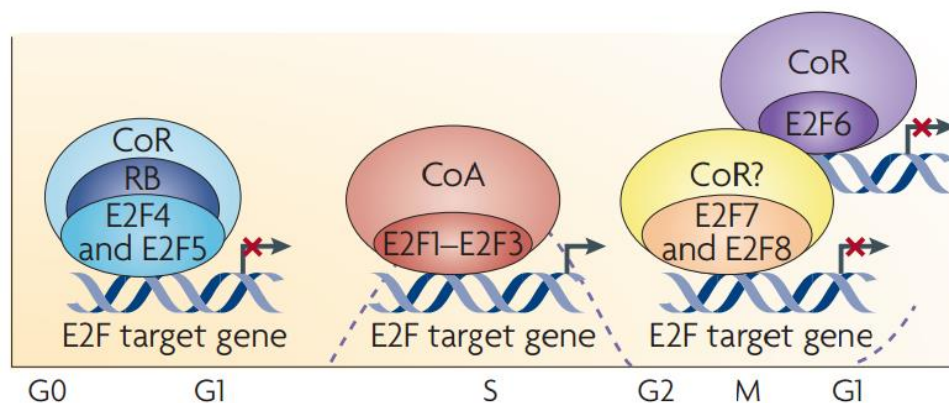 CoR
RB
E2F4
and E2F5
E2F target gene
CoA
E2F1–E2F3
E2F target gene
CoR
E2F6
CoR?
E2F7
and E2F8
E2F target gene
G0 G1 S G2 M G1